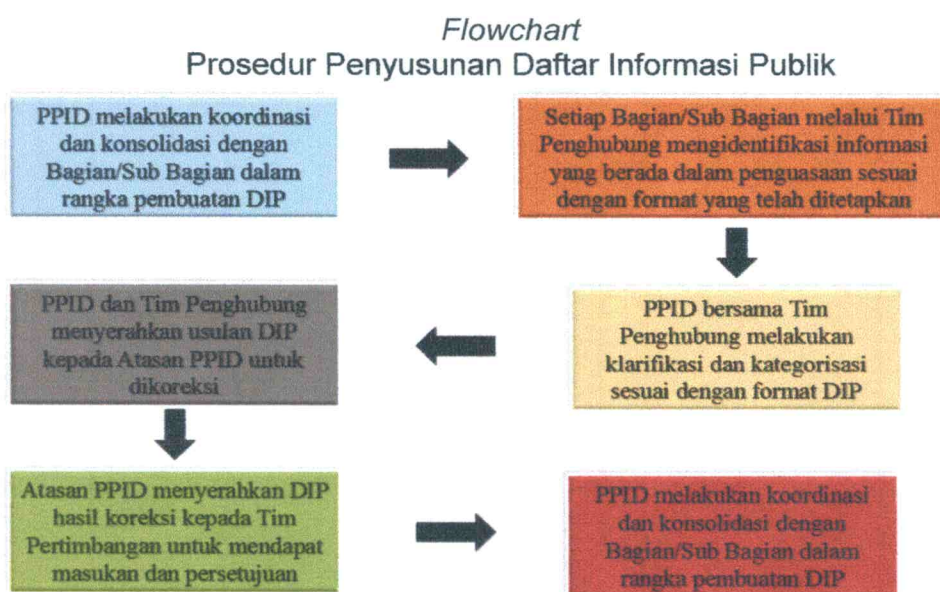 Flowchart
Prosedur Penyusunan Daftar Informasi Publik
PPID melakukan koordinasi
dan konsolidasi dengan
Bagian/Sub Bagian dalam
rangka pembuatan DIP
Setiap Bagian/Sub Bagian melalui Tim
Penghubung mengidentifikasi informasi
yang berada dalam penguasaan sesuai
dengan format yang telah ditetapkan
PPID bersama Tim
Penghubung melakukan
klarifikasi dan kategorisasi
sesuai dengan format DIP
PPID dan Tim Penghubung
menyerahkan usulan DIP
kepada Atasan PPID untuk
dikoreksi
Atasan PPID menyerahkan DIP
hasil koreksi kepada Tim
Pertimbangan untuk mendapat
masukan dan persetujuan
PPID melakukan koordinasi
dan konsolidasi dengan
Bagian/Sub Bagian dalam
rangka pembuatan DIP